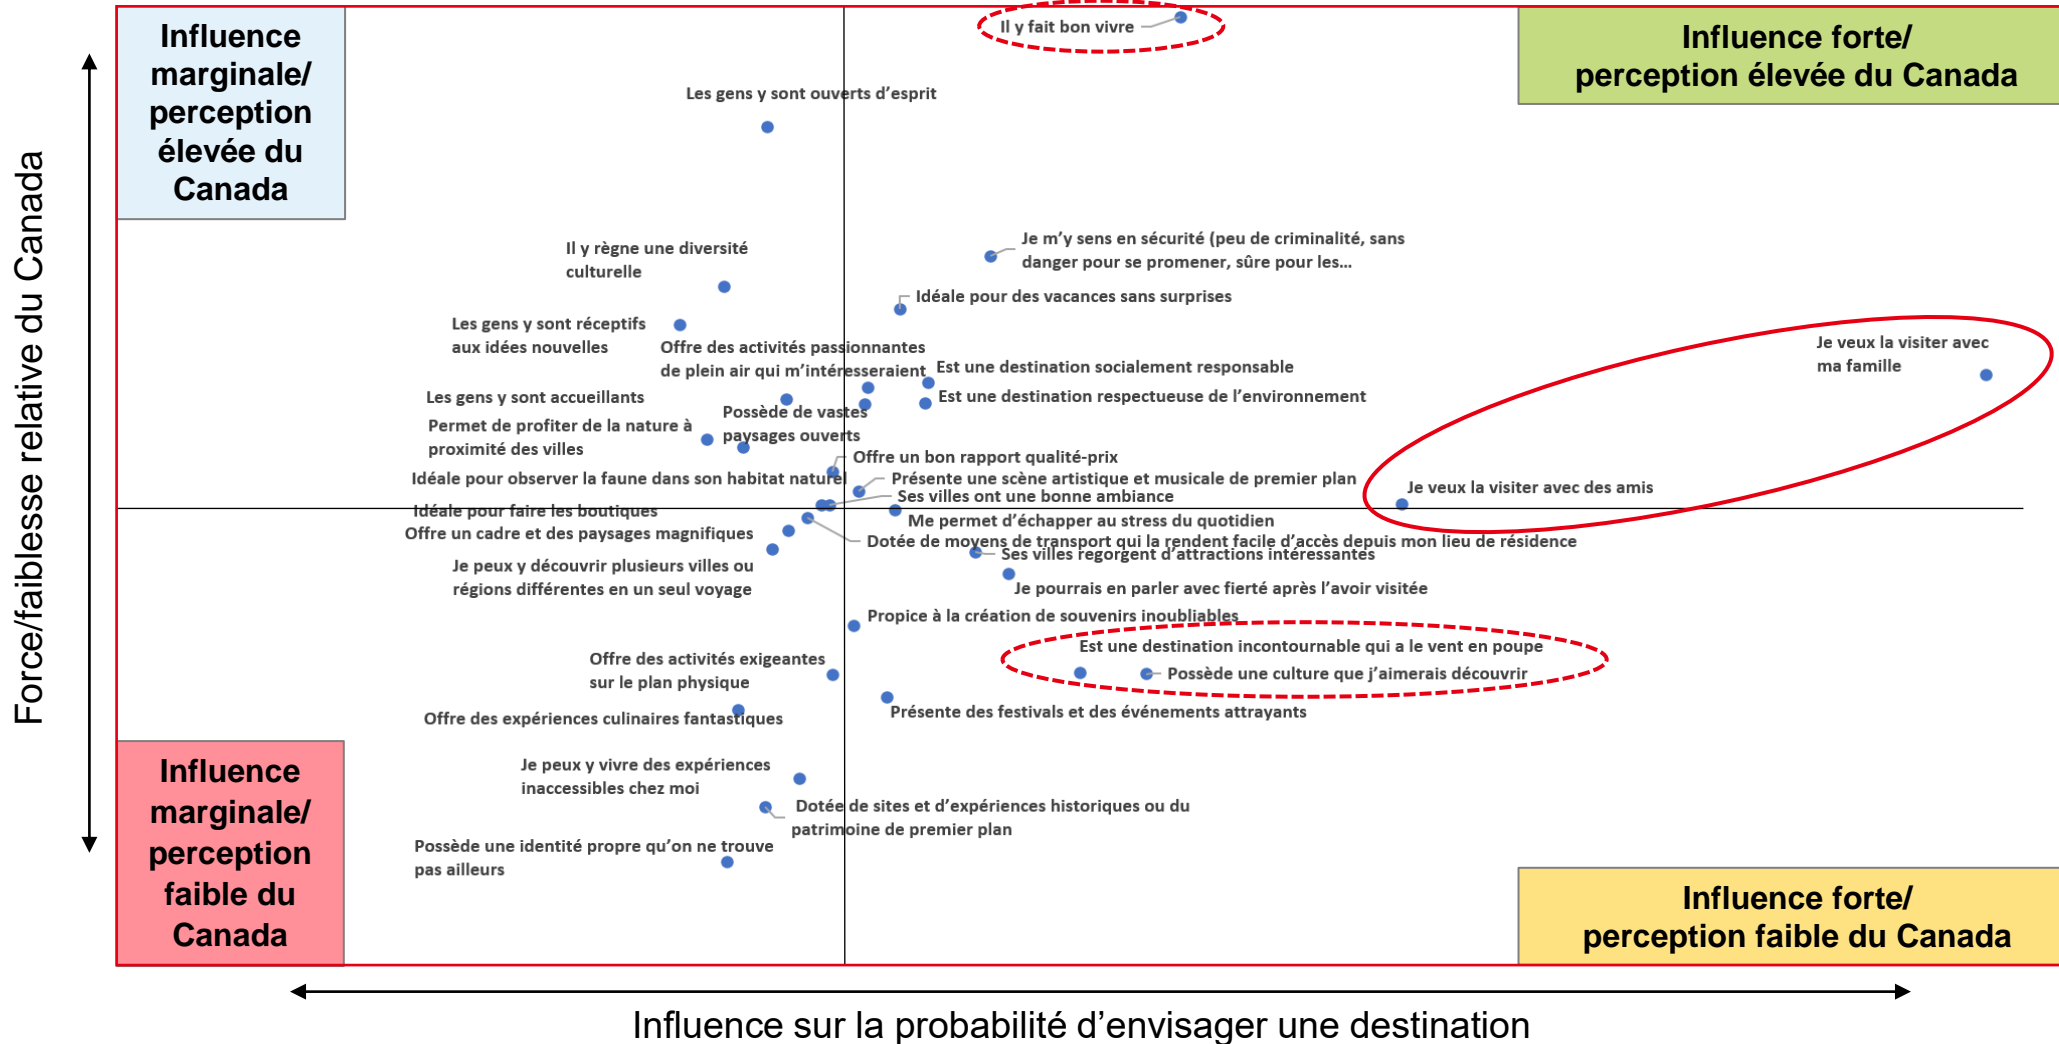 Influence
marginale/
perception
élevée du
Canada
Il y fait bon vivre
Influence forte/
perception élevée du Canada
Les gens y sont ouverts d'esprit
Force/faiblesse relative du Canada
Il y règne une diversité
culturelle
Je m'y sens en sécurité (peu de criminalité, sans
danger pour se promener, sûre pour les...
Idéale pour des vacances sans surprises
Les gens y sont réceptifs
aux idées nouvelles
Offre des activités passionnantes
de plein air qui m'intéresseraient
Je veux la visiter avec
ma famille
Est une destination socialement responsable
Les gens y sont accueillants
Est une destination respectueuse de l'environnement
Possède de vastes
paysages ouverts
Permet de profiter de la nature à
proximité des villes
Offre un bon rapport qualité-prix
Idéale pour observer la faune dans son habitat naturel
Présente une scène artistique et musicale de premier plan
Je veux la visiter avec des amis
Ses villes ont une bonne ambiance
Idéale pour faire les boutiques
Me permet d'échapper au stress du quotidien
Offre un cadre et des paysages magnifiques
Dotée de moyens de transport qui la rendent facile d'accès depuis mon lieu de résidence
Ses villes regorgent d'attractions intéressantes
Je peux y découvrir plusieurs villes ou
régions différentes en un seul voyage
Je pourrais en parler avec fierté après l'avoir visitée
Propice à la création de souvenirs inoubliables
Est une destination incontournable qui a le vent en poupe
Offre des activités exigeantes
sur le plan physique
Possède une culture que j'aimerais découvrir
Présente des festivals et des événements attrayants
Offre des expériences culinaires fantastiques
Influence
marginale/
perception
faible du
Canada
Je peux y vivre des expériences
inaccessibles chez moi
Dotée de sites et d'expériences historiques ou du
patrimoine de premier plan
Possède une identité propre qu'on ne trouve
pas ailleurs
Influence forte/
perception faible du Canada
Influence sur la probabilité d'envisager une destination